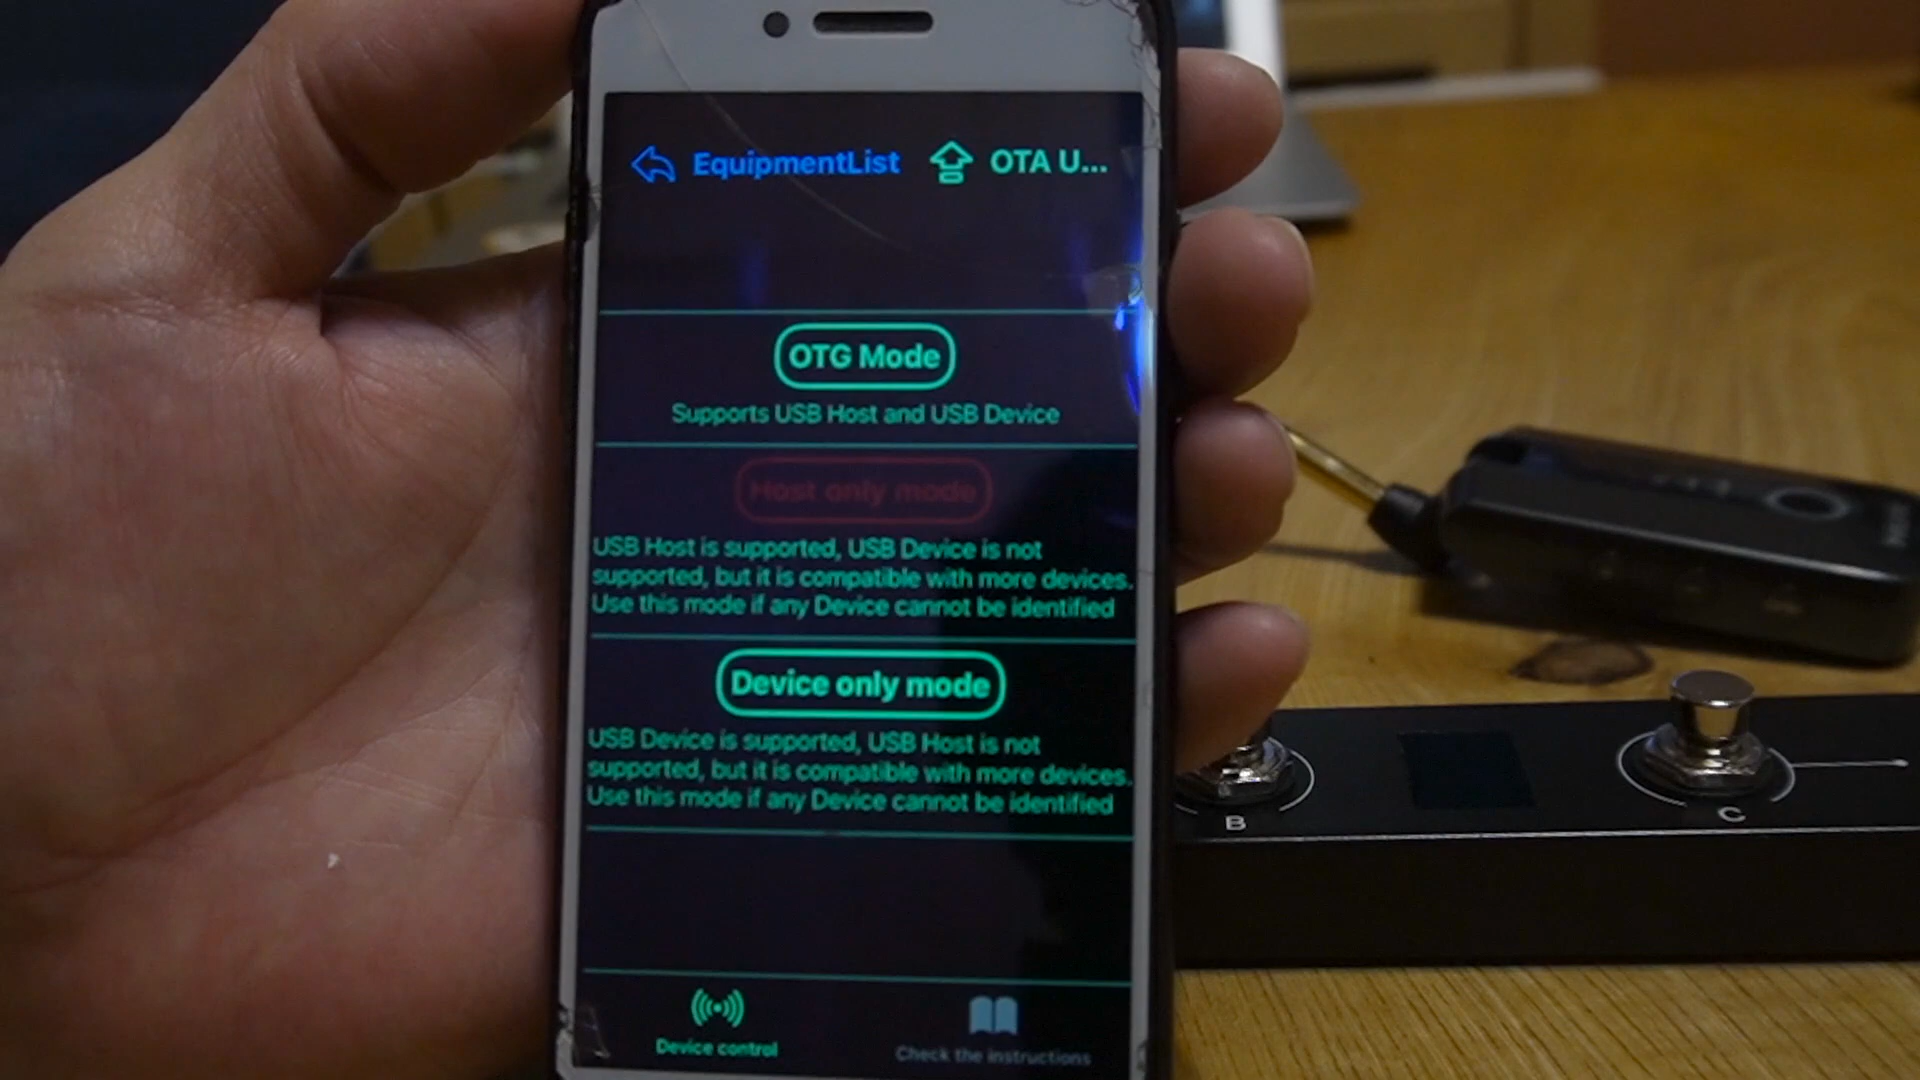 EquipmentList
OTA U...
OTG Mode
Supports USB Host and USB Device
Host only mode
USB Host is supported, USB Device is not
supported, but it is compatible with more devices.
Use this mode if any Device cannot be identified
Device only mode
USB Device is supported, USB Host is not
supported, but it is compatible with more devices.
Use this mode if any Device cannot be identified
Device control
Check the instructions
B
C